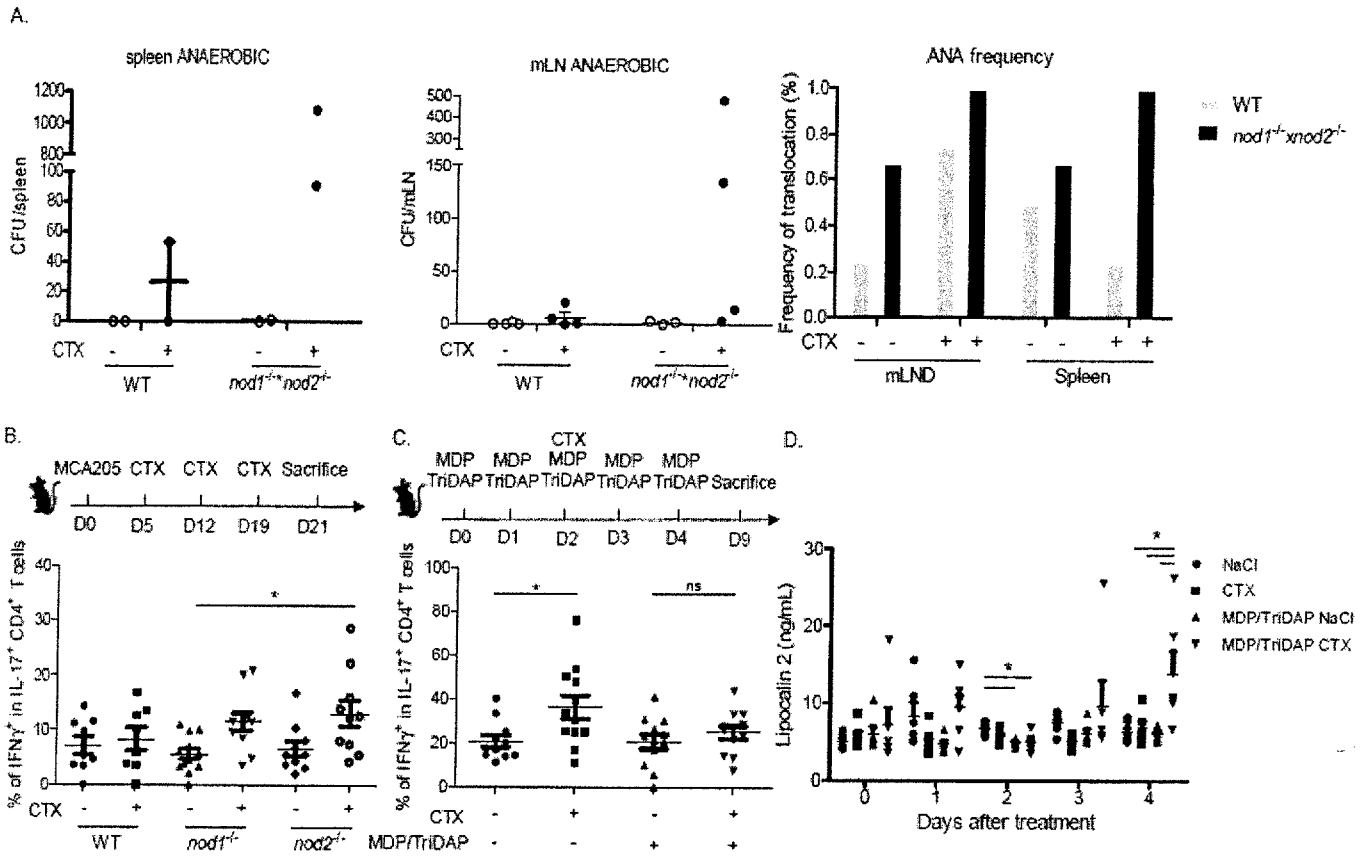 A.
spleen ANAEROBIC
CFU/spleen
1200
1000
800
100
80
60
40
20
0
CTX - + - +
WT nod1-/-*nod2-/-
mLN ANAEROBIC
CFU/mLN
500
400
300
150
100
50
0
CTX - + - +
WT nod1-/-*nod2-/-
ANA frequency
Frequency of translocation (%)
1.0
0.8
0.6
0.4
0.2
0.0
CTX - - + + - - + +
mLND Spleen
WT
nod1-/-xnod2-/-
B.
MCA205 CTX CTX CTX Sacrifice
D0 D5 D12 D19 D21
% of IFNγ+ in IL-17+ CD4+ T cells
40
30
20
10
0
*
CTX - + - + - +
WT nod1-/- nod2-/-
C.
CTX
MDP MDP MDP MDP MDP
TriDAP TriDAP TriDAP TriDAP TriDAP Sacrifice
D0 D1 D2 D3 D4 D9
% of IFNγ+ in IL-17+ CD4+ T cells
100
80
60
40
20
0
* ns
CTX - + - +
MDP/TriDAP - - + +
D.
Lipocalin 2 (ng/mL)
30
20
10
0
* *
0 1 2 3 4
Days after treatment
NaCl
CTX
MDP/TriDAP NaCl
MDP/TriDAP CTX